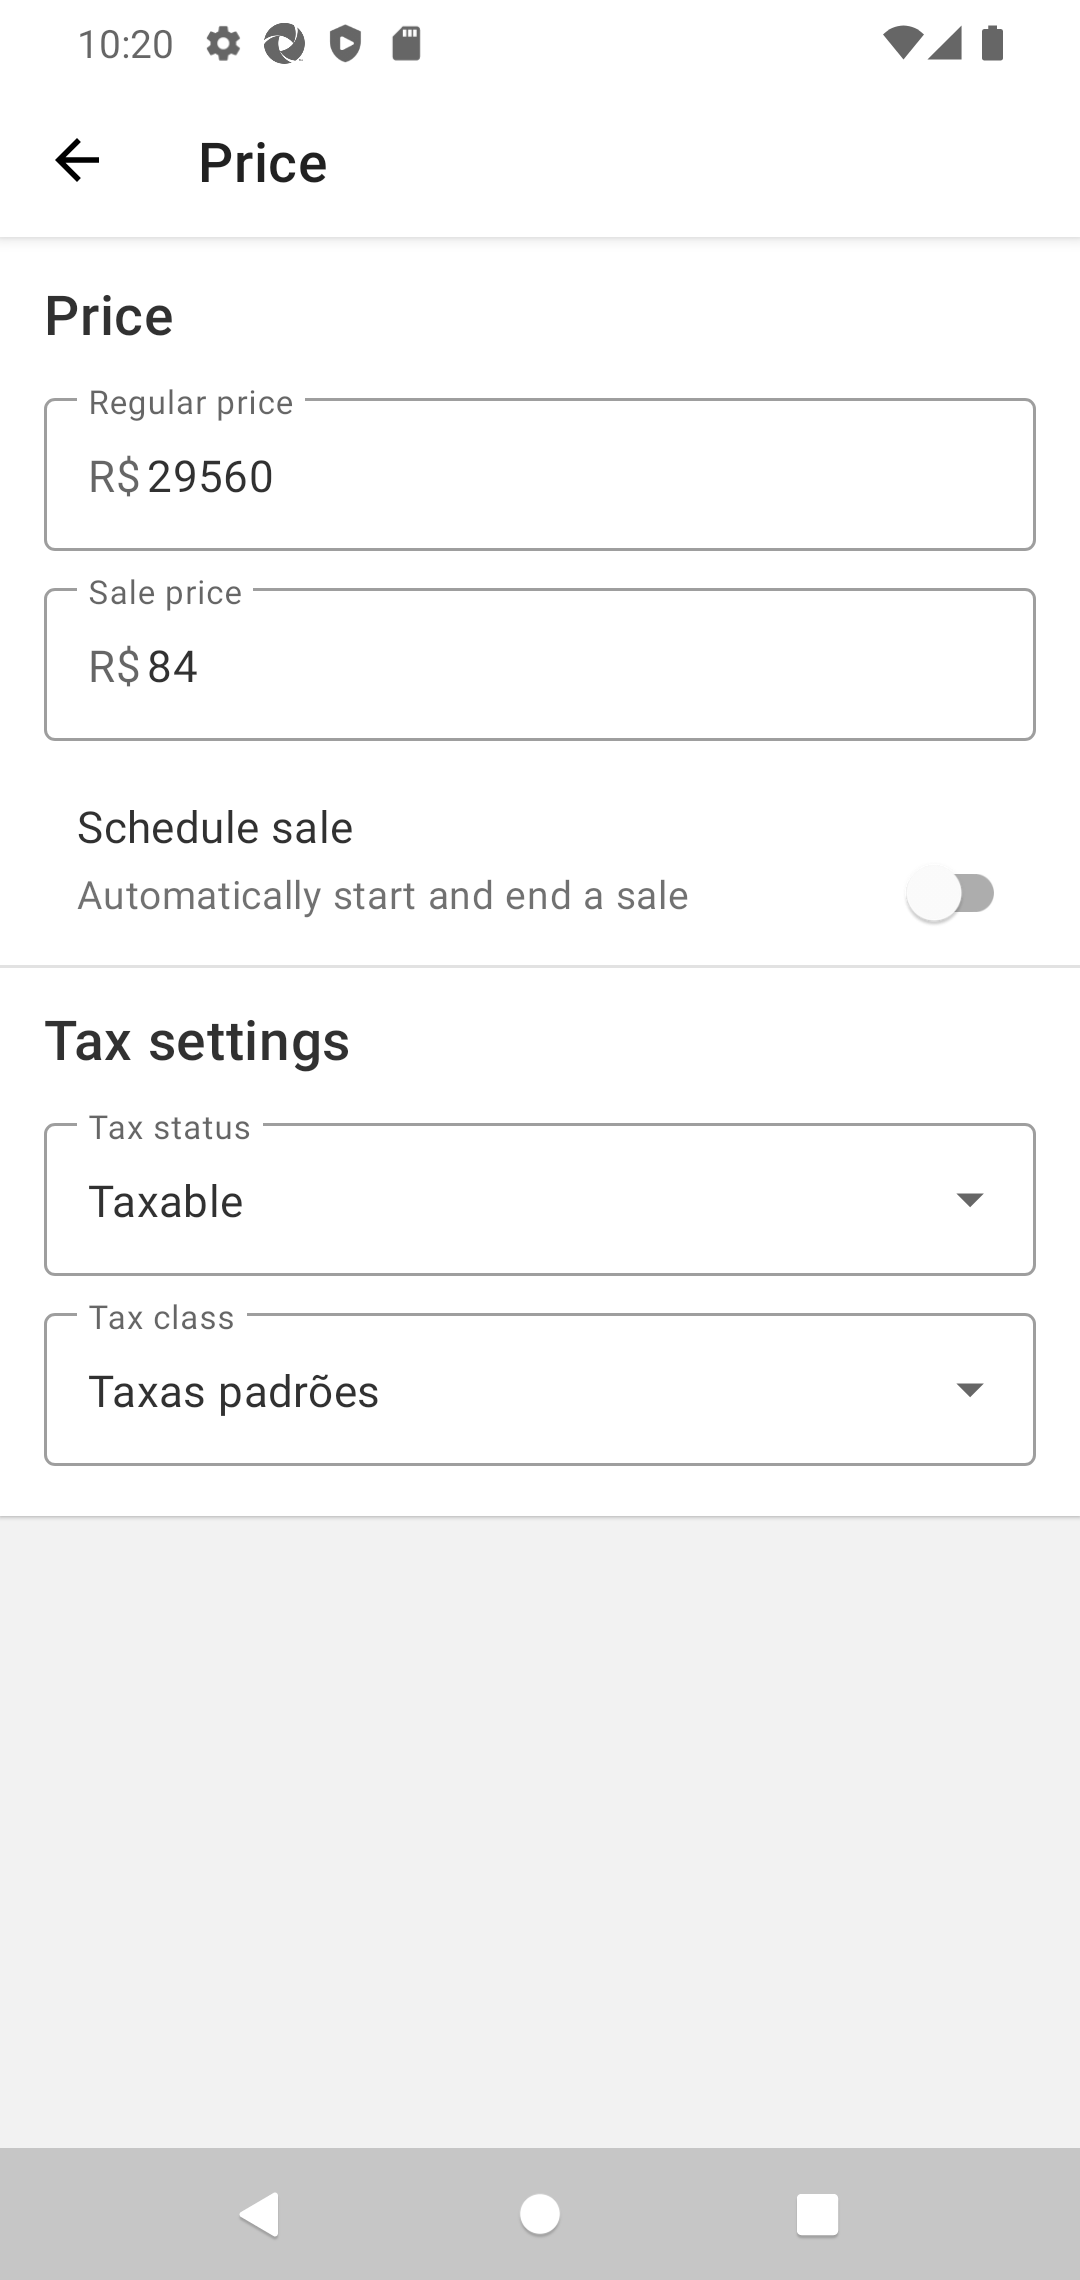 10:20
Price
Price
Regular price
R$ 29560
Sale price
R$ 84
Schedule sale
Automatically start and end a sale
Tax settings
Tax status
Taxable
Tax class
Taxas padrões